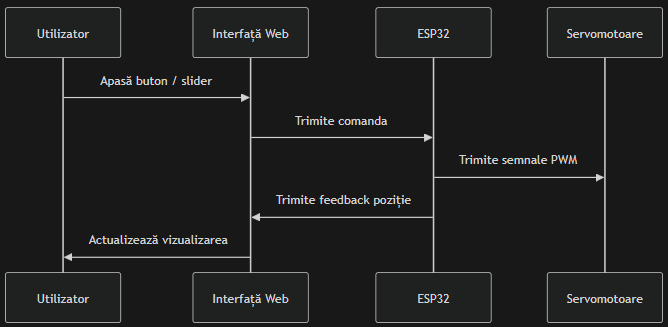 Utilizator
Interfață Web
ESP32
Servomotoare
Apasă buton / slider
Trimite comanda
Trimite semnale PWM
Trimite feedback poziție
Actualizează vizualizarea
Utilizator
Interfață Web
ESP32
Servomotoare